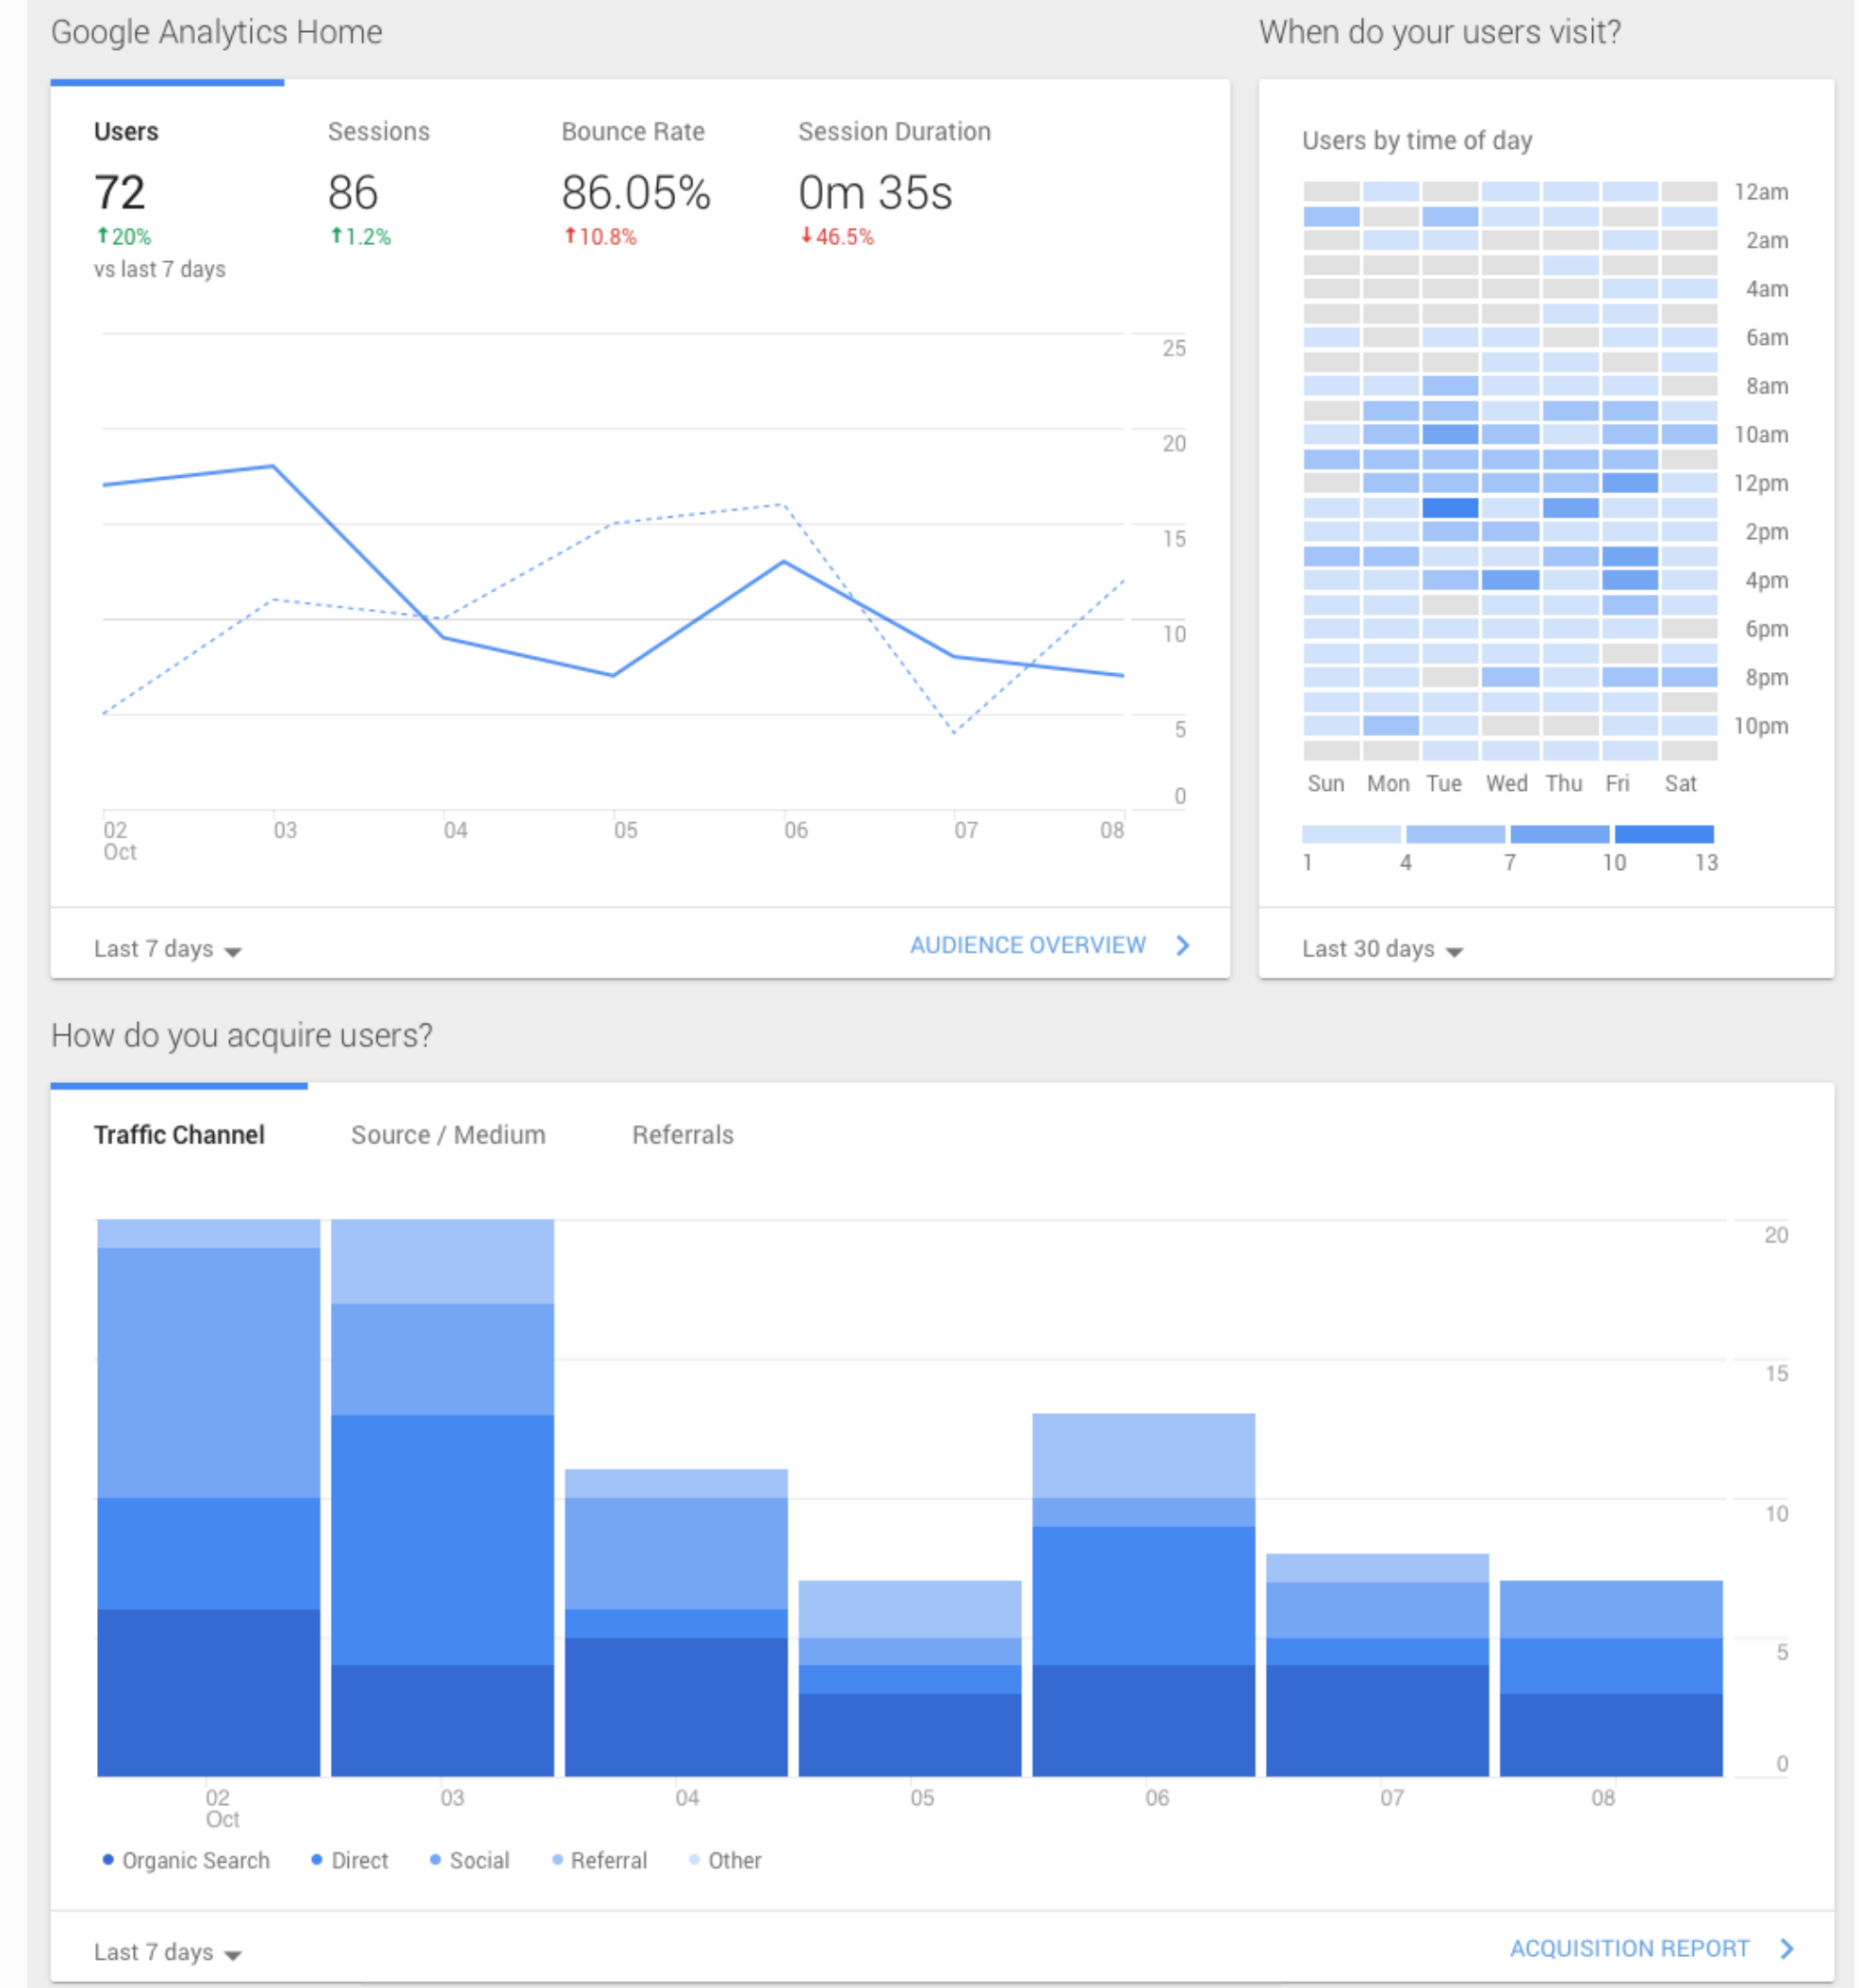 Google Analytics Home
Users
72
20%
vs last 7 days
Sessions
86
1.2%
Bounce Rate
86.05%
10.8%
Session Duration
0m 35s
46.5%
25
20
15
10
5
0
02
Oct
03
04
05
06
07
08
Last 7 days
AUDIENCE OVERVIEW
When do your users visit?
Users by time of day
12am
2am
4am
6am
8am
10am
12pm
2pm
4pm
6pm
8pm
10pm
Sun Mon Tue Wed Thu Fri Sat
1 4 7 10 13
Last 30 days
How do you acquire users?
Traffic Channel Source / Medium Referrals
20
15
10
5
0
02
Oct
03
04
05
06
07
08
Organic Search Direct Social Referral Other
Last 7 days
ACQUISITION REPORT